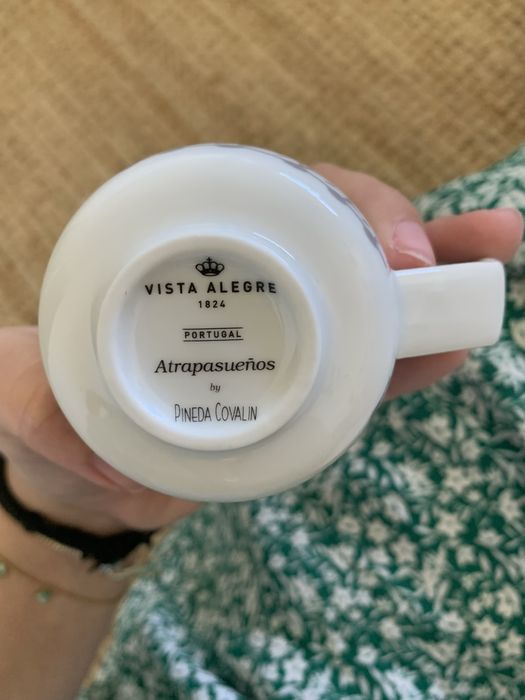 VISTA ALEGRE
1824
PORTUGAL
Atrapasueños
by
PINEDA COVALIN